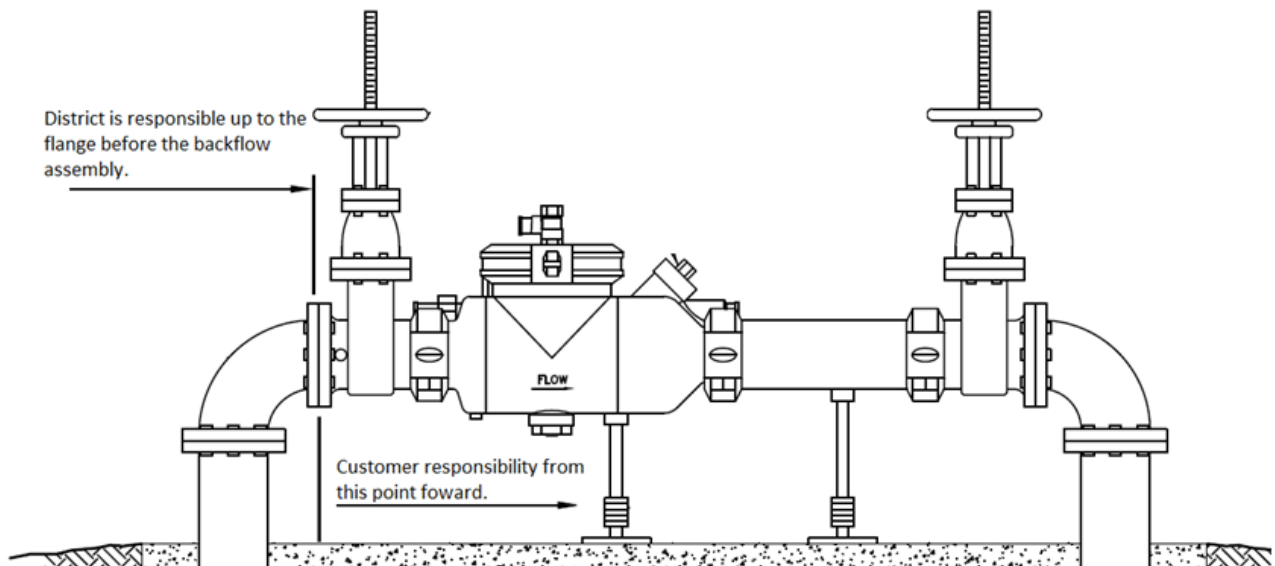 District is responsible up to the
flange before the backflow
assembly.
FLOW
Customer responsibility from
this point foward.